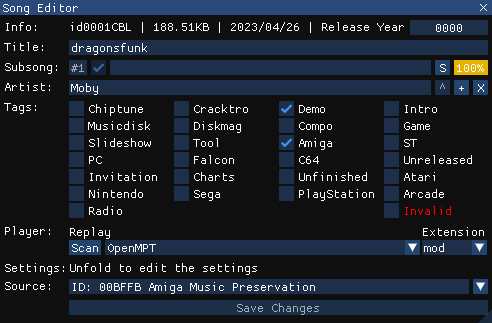 Song Editor
Info: id0001CBL | 188.51KB | 2023/04/26 | Release Year 0000
Title: dragonsfunk
Subsong: #1 S 100%
Artist: Moby ^ + X
Tags: Chiptune Cracktro Demo Intro
Musicdisk Diskmag Compo Game
Slideshow Tool Amiga ST
PC Falcon C64 Unreleased
Invitation Charts Unfinished Atari
Nintendo Sega PlayStation Arcade
Radio Invalid
Player: Replay Extension
Scan OpenMPT mod
Settings: Unfold to edit the settings
Source: ID: 00BFFB Amiga Music Preservation
Save Changes